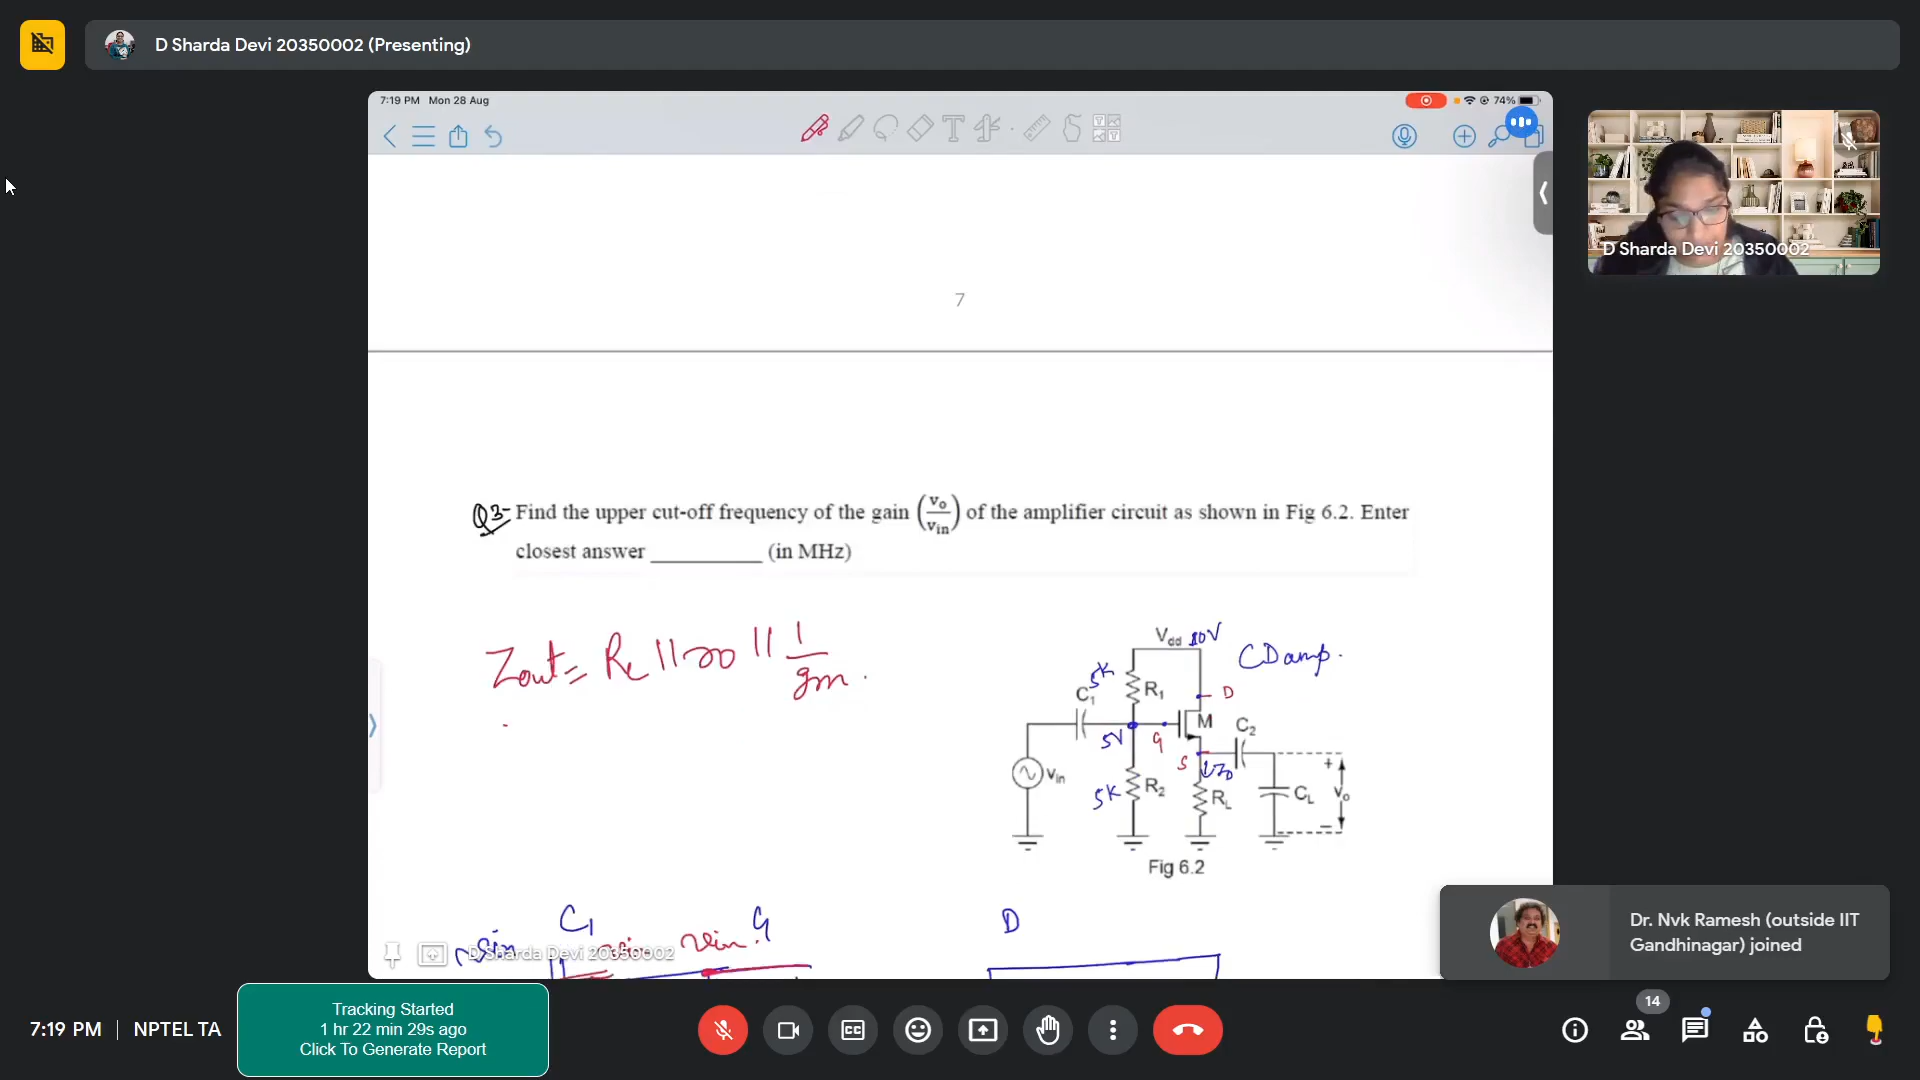 D Sharda Devi 20350002 (Presenting)
7:19 PM Mon 28 Aug
74%
D Sharda Devi 20350002
7
Q3- Find the upper cut-off frequency of the gain (vo/vin) of the amplifier circuit as shown in Fig 6.2. Enter
closest answer __________ (in MHz)
Zout = RL || ro || 1/gm.
Vdd 10V
CD amp.
5K
C1
R1
D
M
C2
5V
G
S
Vin
5K
R2
RL
CL
+
Vo
−
Fig 6.2
C1
G
D
vin
D Sharda Devi 20350002
Dr. Nvk Ramesh (outside IIT
Gandhinagar) joined
7:19 PM | NPTEL TA
Tracking Started
1 hr 22 min 29s ago
Click To Generate Report
14